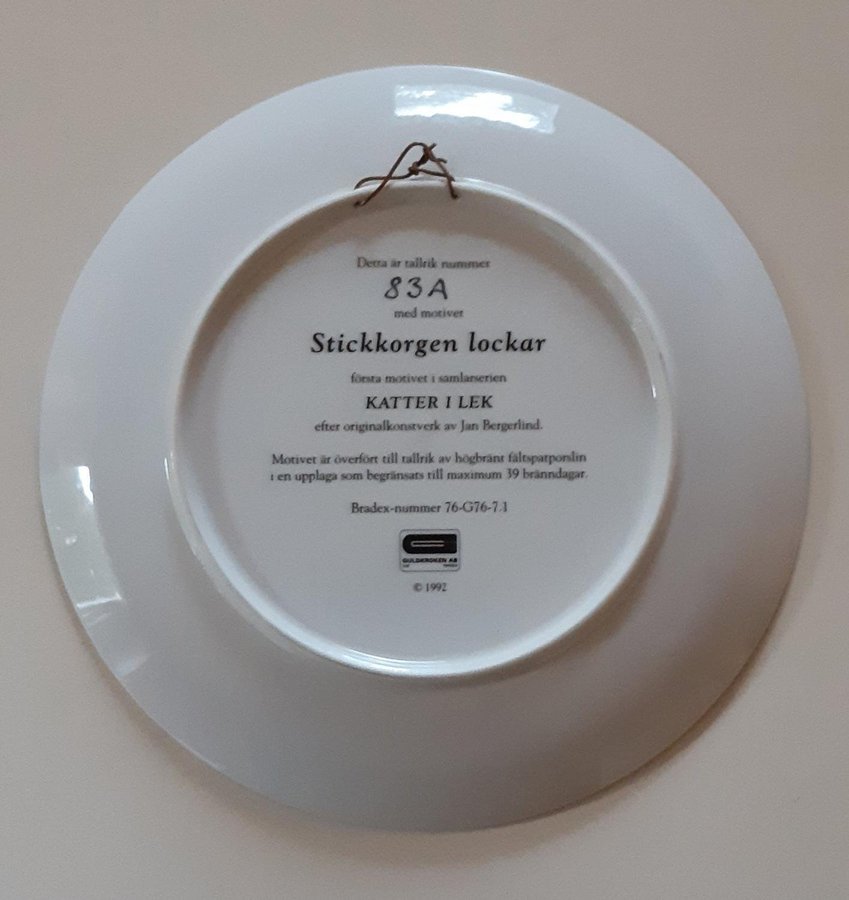 Detta är tallrik nummer
83A
med motivet
Stickkorgen lockar
första motivet i samlarserien
KATTER I LEK
efter originalkonstverk av Jan Bergerlind.
Motivet är överfört till tallrik av högbränt fältspatporslin
i en upplaga som begränsats till maximum 39 bränndagar.
Bradex-nummer 76-G76-7.1
GULDKROKEN AB
© 1992